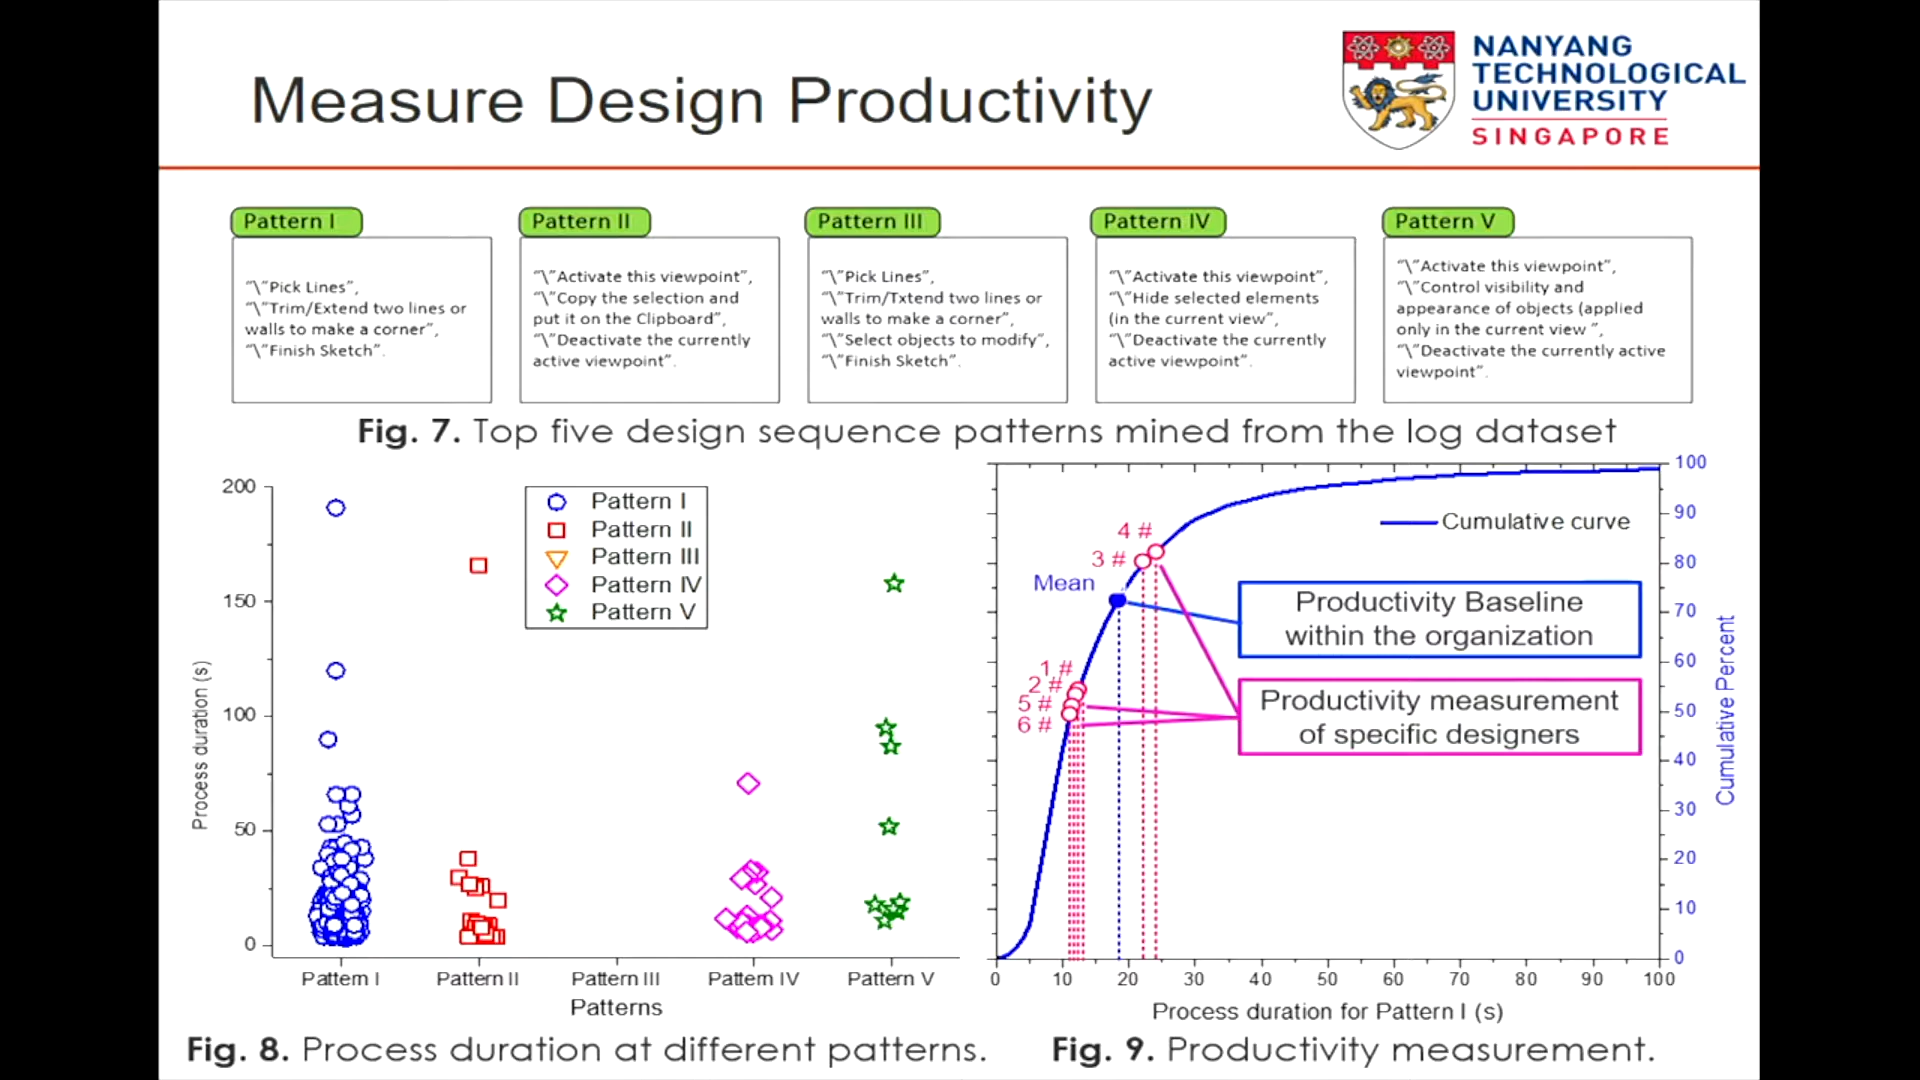 Measure Design Productivity
NANYANG
TECHNOLOGICAL
UNIVERSITY
SINGAPORE
Pattern I
"\"Pick Lines",
"\"Trim/Extend two lines or
walls to make a corner",
"\"Finish Sketch".
Pattern II
"\"Activate this viewpoint",
"\"Copy the selection and
put it on the Clipboard",
"\"Deactivate the currently
active viewpoint".
Pattern III
"\"Pick Lines",
"\"Trim/Txtend two lines or
walls to make a corner",
"\"Select objects to modify",
"\"Finish Sketch".
Pattern IV
"\"Activate this viewpoint",
"\"Hide selected elements
(in the current view",
"\"Deactivate the currently
active viewpoint".
Pattern V
"\"Activate this viewpoint",
"\"Control visibility and
appearance of objects (applied
only in the current view ",
"\"Deactivate the currently active
viewpoint".
Fig. 7. Top five design sequence patterns mined from the log dataset
200
150
100
50
0
Process duration (s)
Pattern I
Pattern II
Pattern III
Pattern IV
Pattern V
Pattern I Pattern II Pattern III Pattern IV Pattern V
Patterns
Fig. 8. Process duration at different patterns.
Cumulative curve
4 #
3 #
Mean
1 #
2 #
5 #
6 #
Productivity Baseline
within the organization
Productivity measurement
of specific designers
100
90
80
70
60
50
40
30
20
10
0
Cumulative Percent
0 10 20 30 40 50 60 70 80 90 100
Process duration for Pattern I (s)
Fig. 9. Productivity measurement.